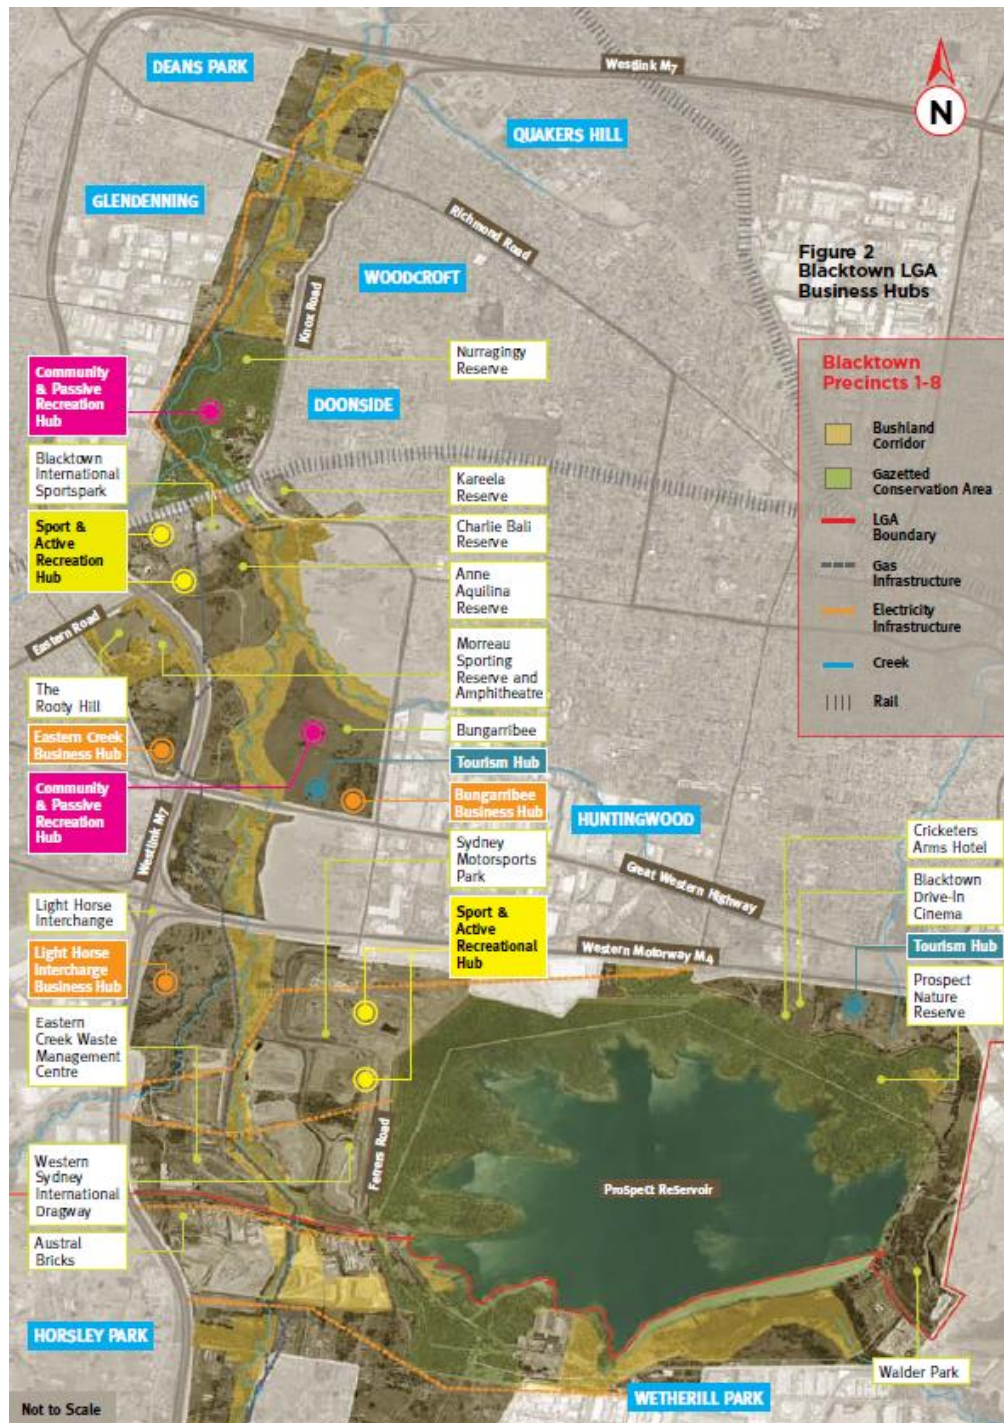 DEANS PARK
Westlink M7
N
QUAKERS HILL
GLENDENNING
Richmond Road
Figure 2
Blacktown LGA
Business Hubs
WOODCROFT
Knox Road
Blacktown
Precincts 1-8
Bushland
Corridor
Gazetted
Conservation Area
LGA
Boundary
Gas
Infrastructure
Electricity
Infrastructure
Creek
Rail
Community
& Passive
Recreation
Hub
Nurragingy
Reserve
DOONSIDE
Blacktown
International
Sportspark
Kareela
Reserve
Sport &
Active
Recreation
Hub
Charlie Bali
Reserve
Anne
Aquilina
Reserve
Eastern Road
Morreau
Sporting
Reserve and
Amphitheatre
The
Rooty Hill
Bungarribee
Eastern Creek
Business Hub
Tourism Hub
Community
& Passive
Recreation
Hub
Bungarribee
Business Hub
HUNTINGWOOD
Westlink M7
Sydney
Motorsports
Park
Great Western Highway
Cricketers
Arms Hotel
Blacktown
Drive-In
Cinema
Light Horse
Interchange
Sport &
Active
Recreational
Hub
Western Motorway M4
Tourism Hub
Light Horse
Intercharge
Business Hub
Prospect
Nature
Reserve
Eastern
Creek Waste
Management
Centre
Ferrers Road
Western
Sydney
International
Dragway
Prospect Reservoir
Austral
Bricks
HORSLEY PARK
Walder Park
WETHERILL PARK
Not to Scale